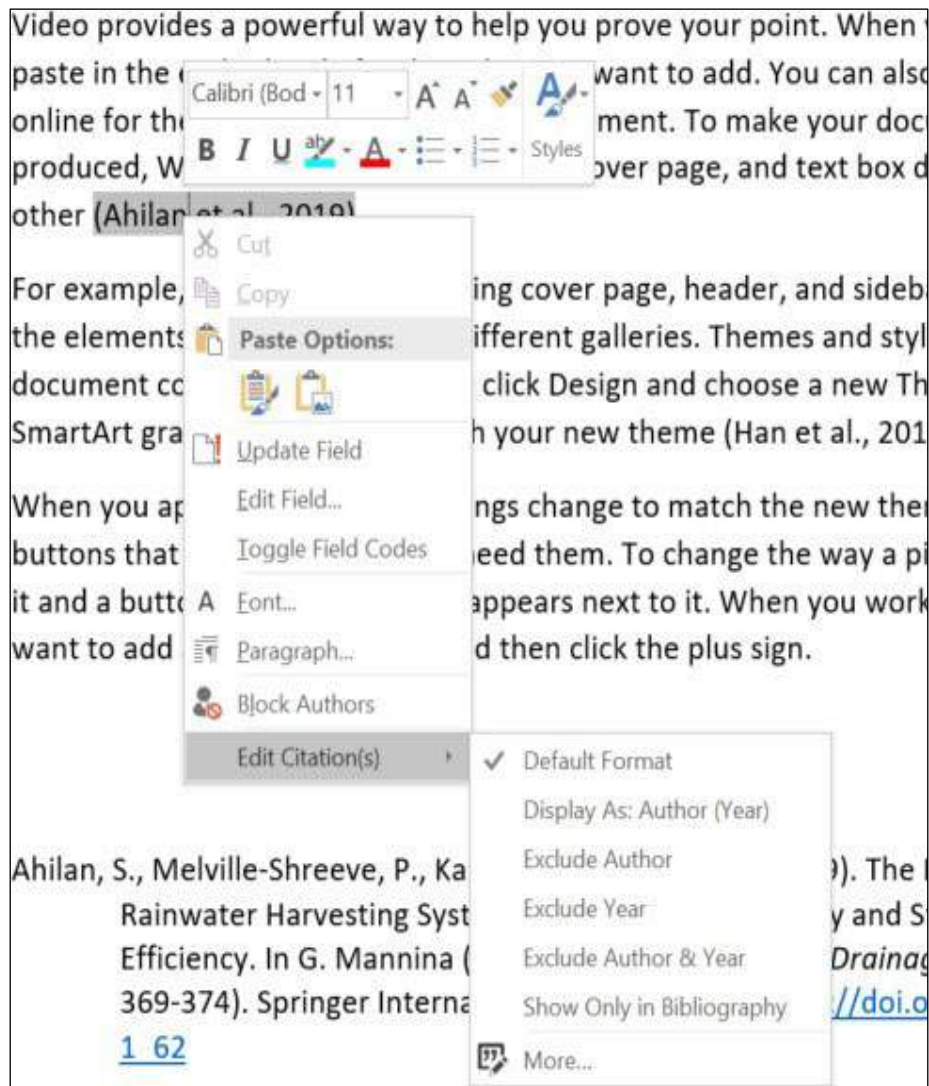 Video provides a powerful way to help you prove your point. When
paste in the want to add. You can also
Calibri (Bod 11
online for the ment. To make your doc
B I U Styles
produced, W over page, and text box d
other (Ahilan et al., 2019)
Cut
For example, ing cover page, header, and sideb
Copy
the elements ifferent galleries. Themes and styl
Paste Options:
document co click Design and choose a new Th
SmartArt gra h your new theme (Han et al., 201
Update Field
When you ap ngs change to match the new the
Edit Field...
buttons that need them. To change the way a pi
Toggle Field Codes
it and a butto appears next to it. When you work
Font...
want to add d then click the plus sign.
Paragraph...
Block Authors
Edit Citation(s)
Default Format
Display As: Author (Year)
Exclude Author
Ahilan, S., Melville-Shreeve, P., Ka 9). The
Exclude Year
Rainwater Harvesting Syst y and S
Exclude Author & Year
Efficiency. In G. Mannina ( Drainag
Show Only in Bibliography
369-374). Springer Interna //doi.o
1_62
More...